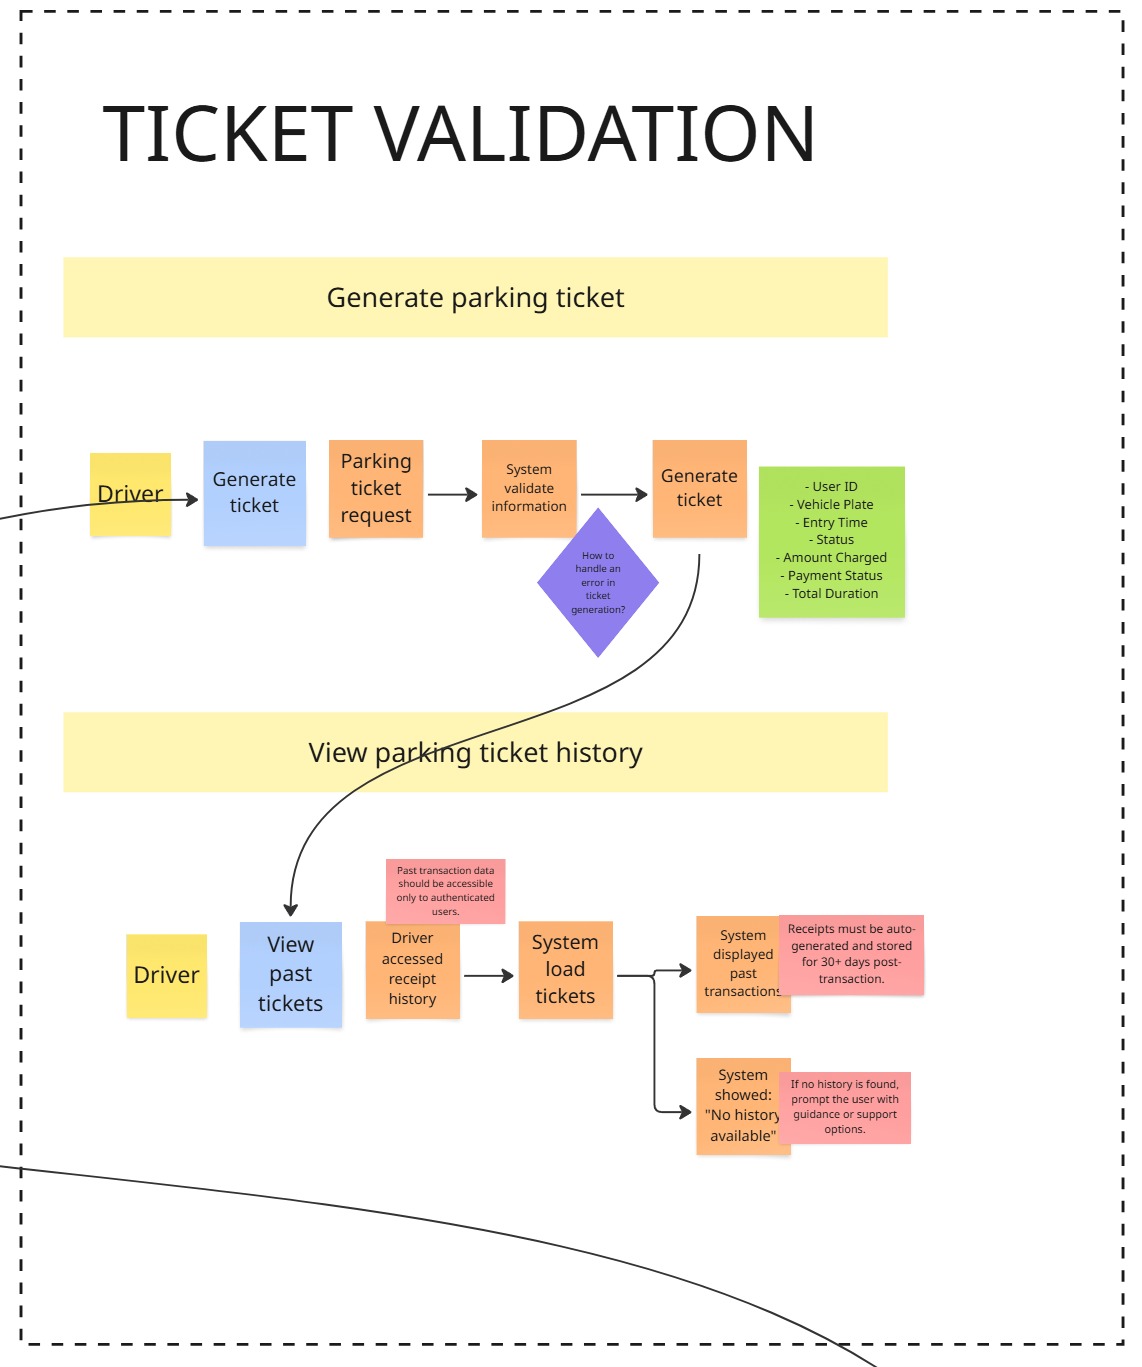 TICKET VALIDATION
Generate parking ticket
Driver
Generate
ticket
Parking
ticket
request
System
validate
information
Generate
ticket
- User ID
- Vehicle Plate
- Entry Time
- Status
- Amount Charged
- Payment Status
- Total Duration
How to
handle an
error in
ticket
generation?
View parking ticket history
Past transaction data
should be accessible
only to authenticated
users.
Driver
View
past
tickets
Driver
accessed
receipt
history
System
load
tickets
System
displayed
past
transactions
Receipts must be auto-
generated and stored
for 30+ days post-
transaction.
System
showed:
"No history
available"
If no history is found,
prompt the user with
guidance or support
options.